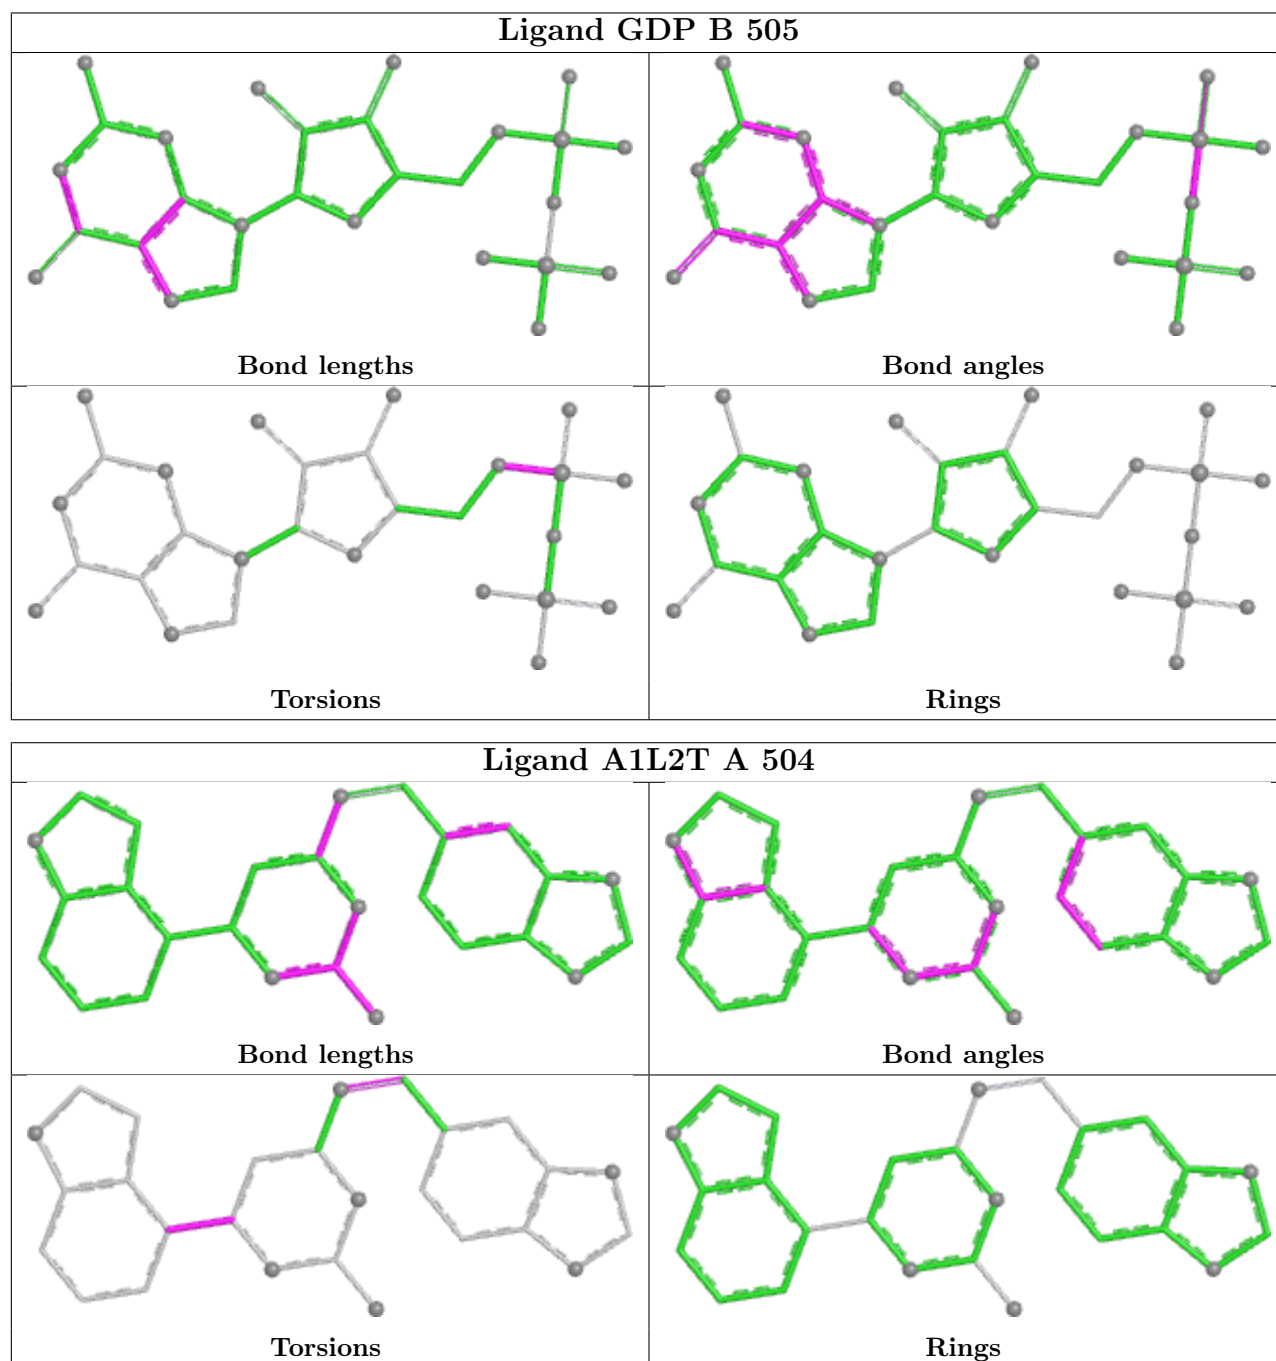 Ligand GDP B 505
Bond lengths
Bond angles
Torsions
Rings
Ligand A1L2T A 504
Bond lengths
Bond angles
Torsions
Rings